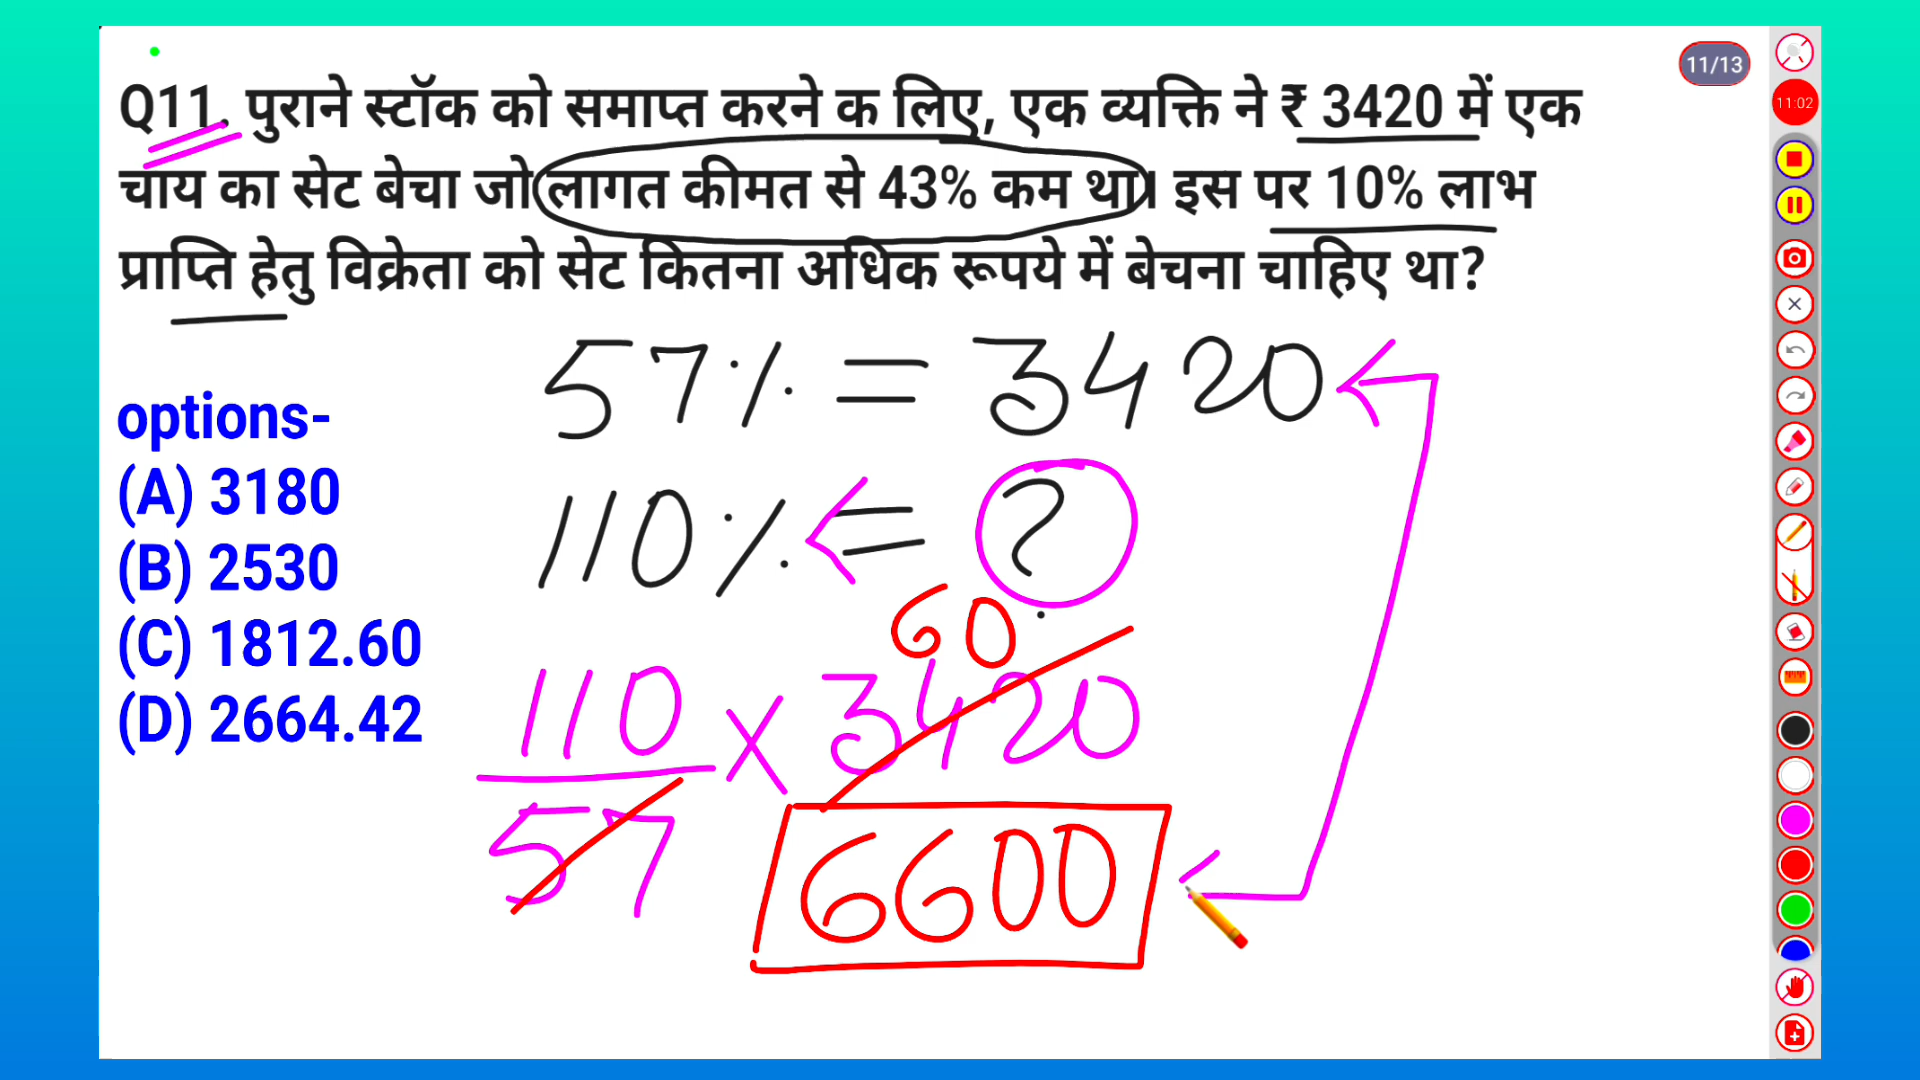 11/13
11:02
Q11. पुराने स्टॉक को समाप्त करने क लिए, एक व्यक्ति ने ₹ 3420 में एक
चाय का सेट बेचा जो लागत कीमत से 43% कम था। इस पर 10% लाभ
प्राप्ति हेतु विक्रेता को सेट कितना अधिक रूपये में बेचना चाहिए था?
57% = 3420
options-
(A) 3180
(B) 2530
(C) 1812.60
(D) 2664.42
110% = ?
60
110 × 3420
57
6600